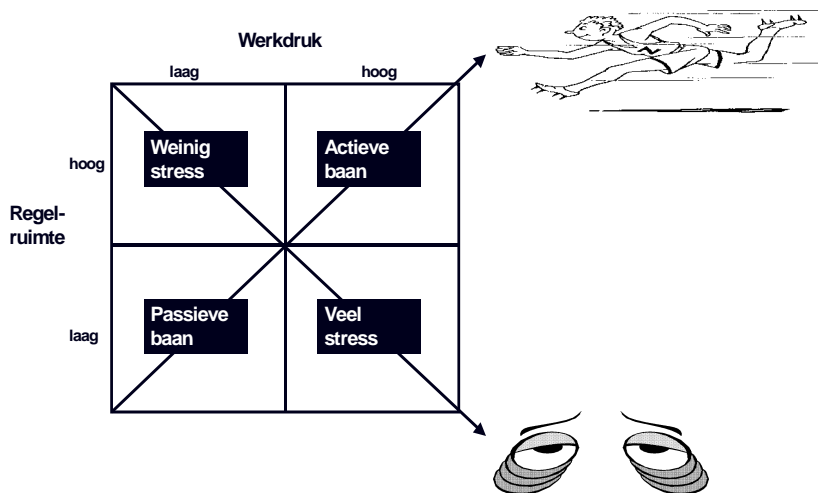 Werkdruk
laag
hoog
Weinig
stress
Actieve
baan
hoog
Regel-
ruimte
Passieve
baan
Veel
stress
laag